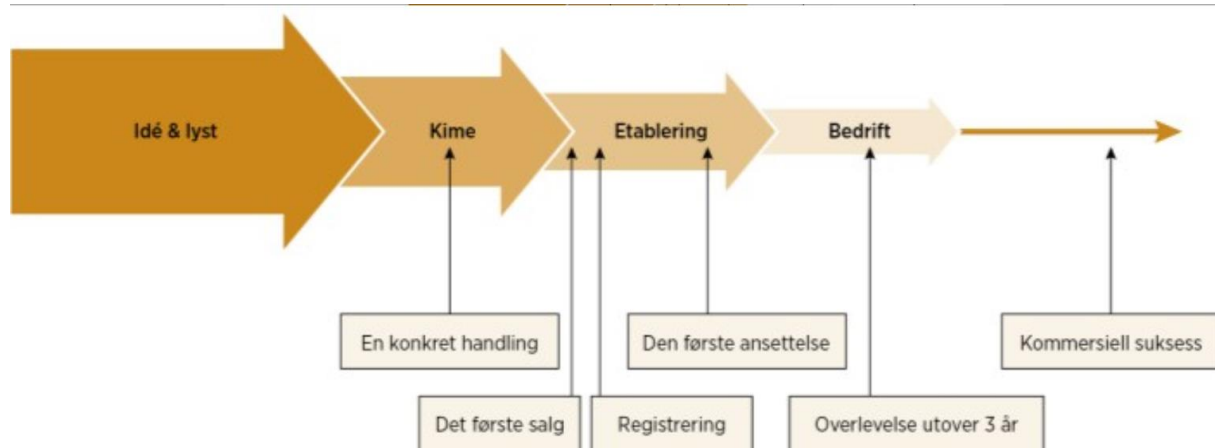 Idé & lyst
Kime
Etablering
Bedrift
En konkret handling
Den første ansettelse
Kommersiell suksess
Det første salg
Registrering
Overlevelse utover 3 år